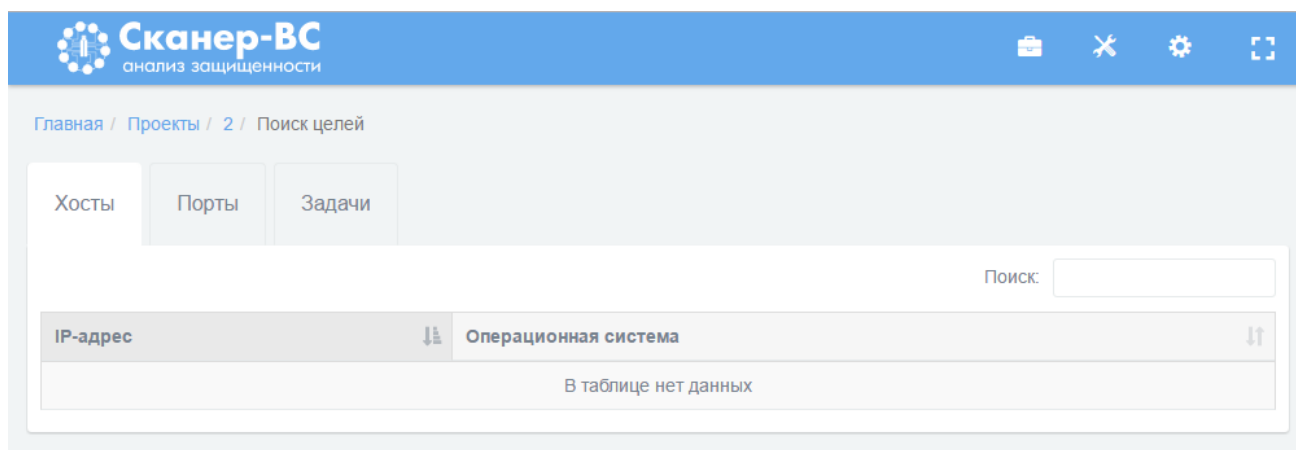 Сканер-ВС
анализ защищенности
Главная / Проекты / 2 / Поиск целей
Хосты Порты Задачи
Поиск:
IP-адрес Операционная система
В таблице нет данных